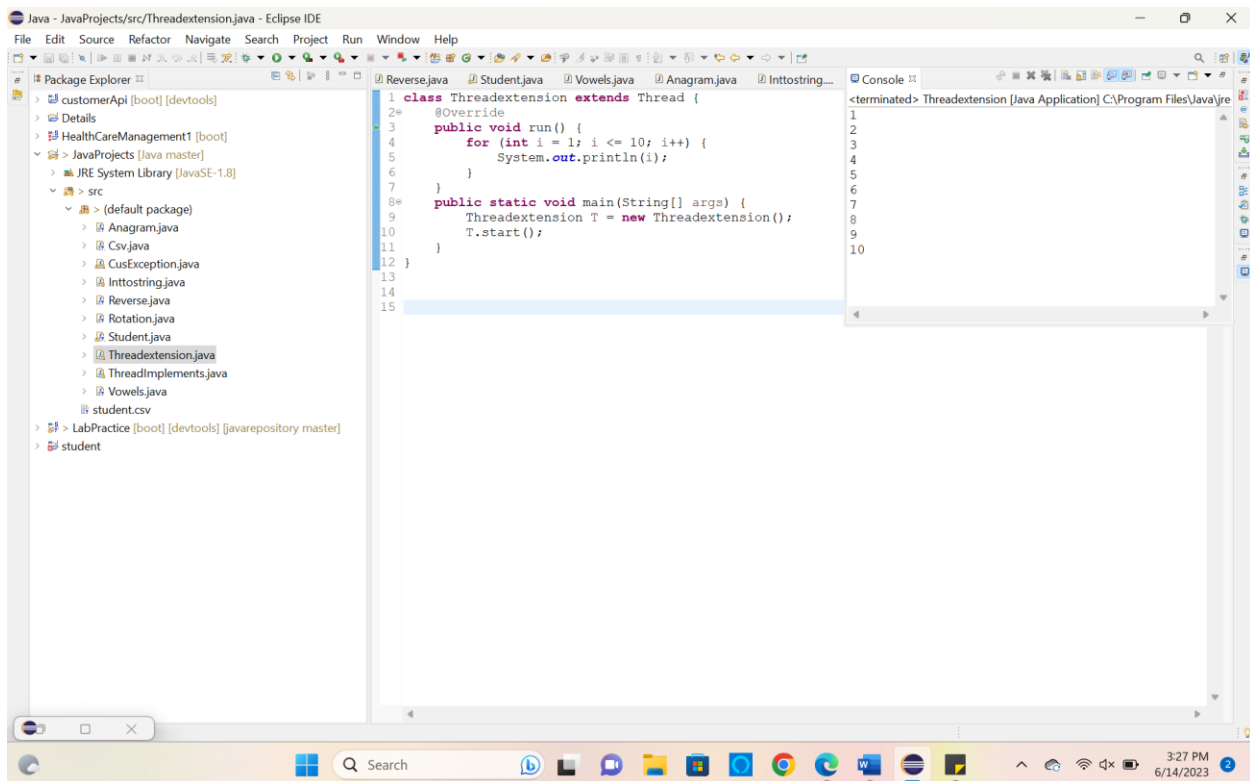 Java - JavaProjects/src/Threadextension.java - Eclipse IDE
File Edit Source Refactor Navigate Search Project Run Window Help
Package Explorer
customerApi [boot] [devtools]
Details
HealthCareManagement1 [boot]
> JavaProjects [Java master]
JRE System Library [JavaSE-1.8]
> src
> (default package)
Anagram.java
Csv.java
CusException.java
Inttostring.java
Reverse.java
Rotation.java
Student.java
Threadextension.java
ThreadImplements.java
Vowels.java
student.csv
> LabPractice [boot] [devtools] [javarepository master]
student
Reverse.java Student.java Vowels.java Anagram.java Inttostring....
1 class Threadextension extends Thread {
2 @Override
3 public void run() {
4 for (int i = 1; i <= 10; i++) {
5 System.out.println(i);
6 }
7 }
8 public static void main(String[] args) {
9 Threadextension T = new Threadextension();
10 T.start();
11 }
12 }
13
14
15
Console
<terminated> Threadextension [Java Application] C:\Program Files\Java\jre
1
2
3
4
5
6
7
8
9
10
Search
3:27 PM
6/14/2023
2